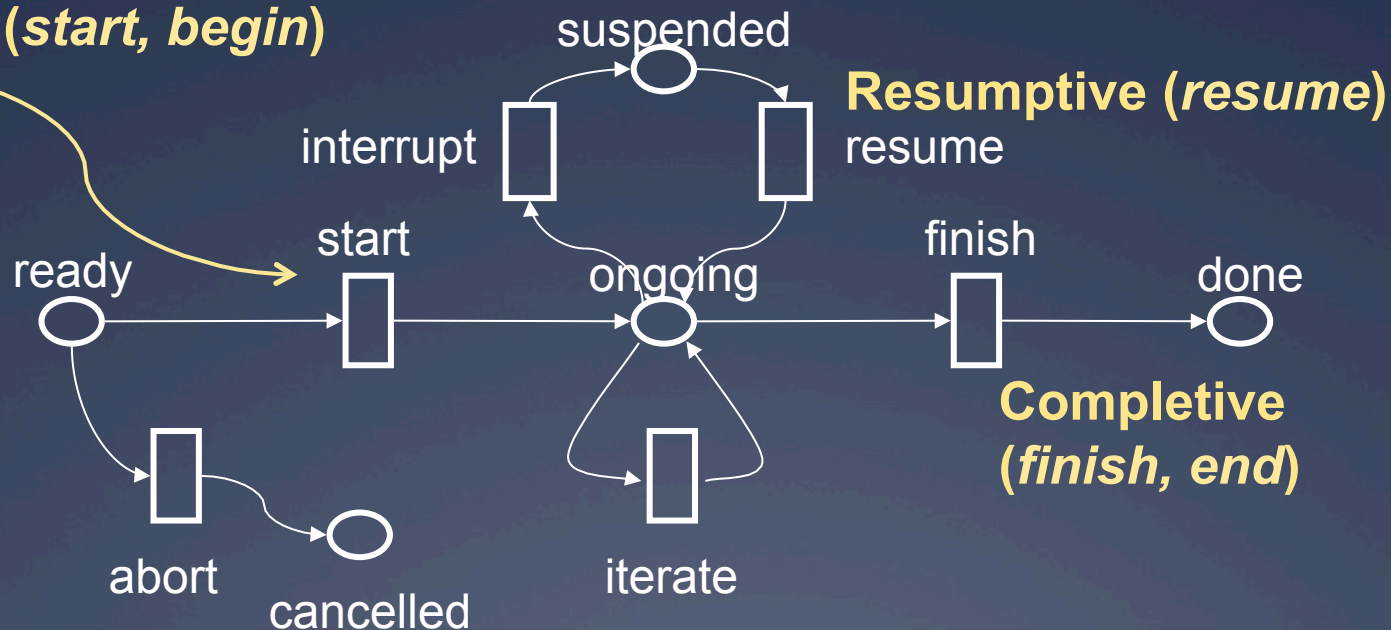 (start, begin)
suspended
Resumptive (resume)
interrupt
resume
start
finish
ready
ongoing
done
Completive
(finish, end)
abort
iterate
cancelled